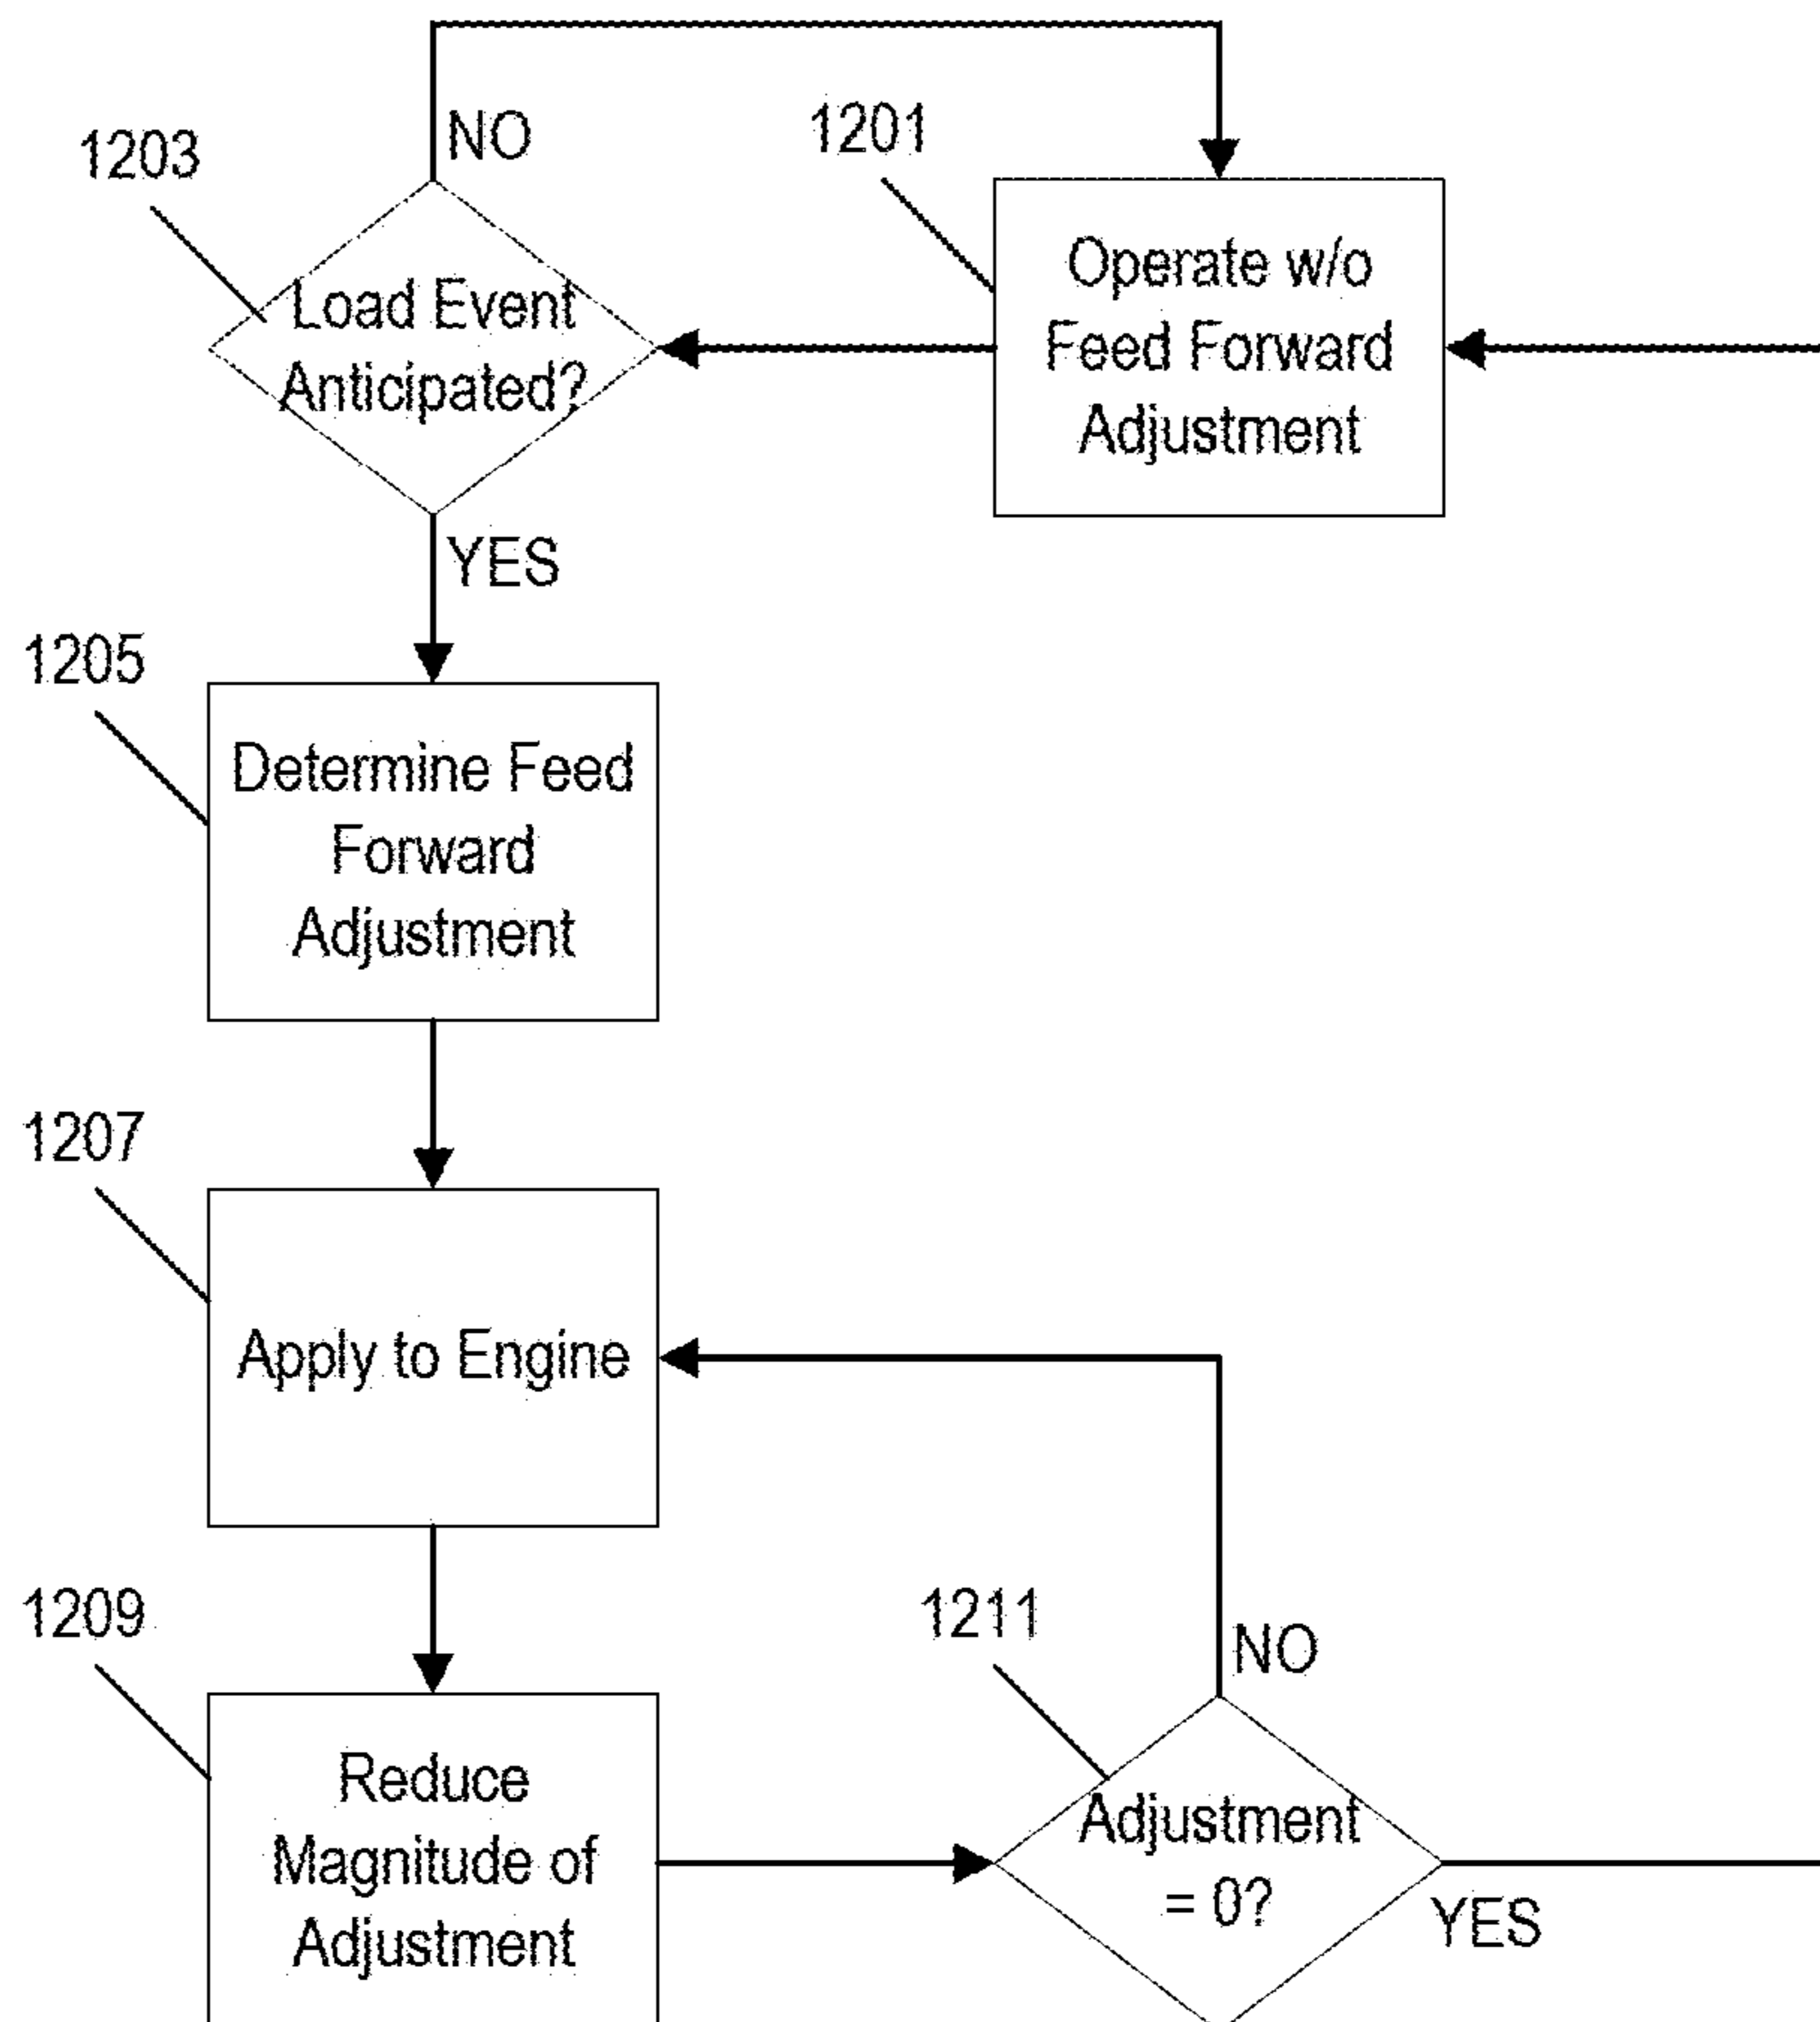 NO
1203
1201
Load Event
Anticipated?
Operate w/o
Feed Forward
Adjustment
YES
1205
Determine Feed
Forward
Adjustment
1207
Apply to Engine
1209
1211
NO
Reduce
Magnitude of
Adjustment
Adjustment
= 0?
YES